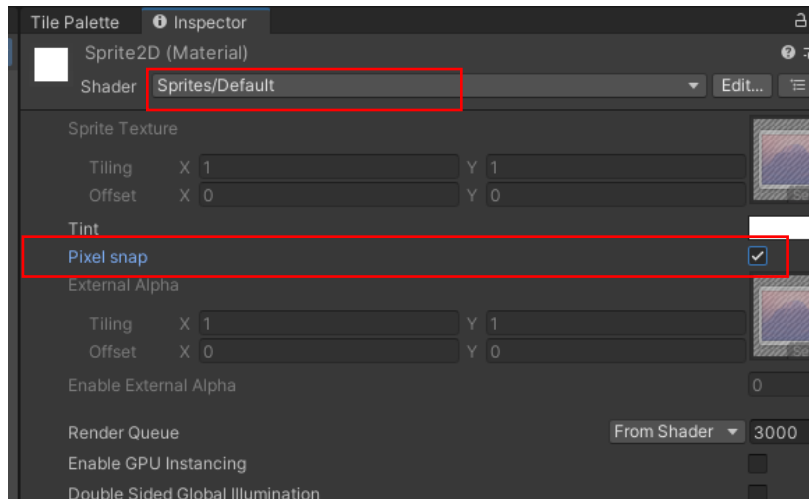 Tile Palette Inspector
Sprite2D (Material)
Shader Sprites/Default Edit...
Sprite Texture
Tiling X 1 Y 1
Offset X 0 Y 0
Tint
Pixel snap
External Alpha
Tiling X 1 Y 1
Offset X 0 Y 0
Enable External Alpha 0
Render Queue From Shader 3000
Enable GPU Instancing
Double Sided Global Illumination